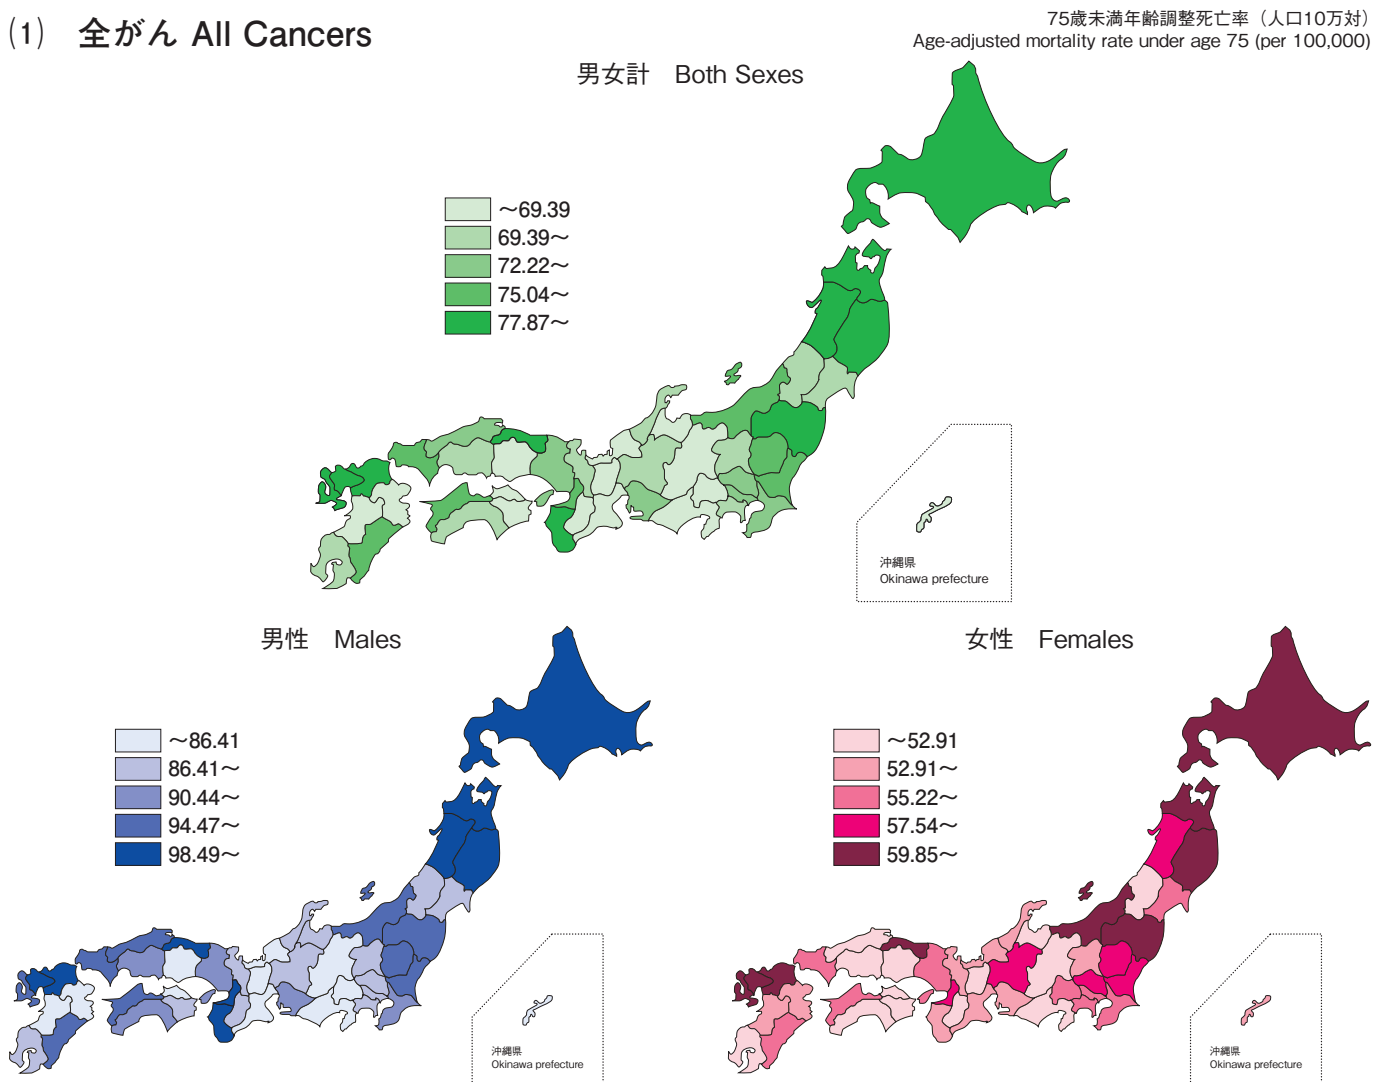 (1) 全がん All Cancers
75歳未満年齢調整死亡率（人口10万対）
Age-adjusted mortality rate under age 75 (per 100,000)
男女計 Both Sexes
～69.39
69.39～
72.22～
75.04～
77.87～
沖縄県
Okinawa prefecture
男性 Males
～86.41
86.41～
90.44～
94.47～
98.49～
沖縄県
Okinawa prefecture
女性 Females
～52.91
52.91～
55.22～
57.54～
59.85～
沖縄県
Okinawa prefecture